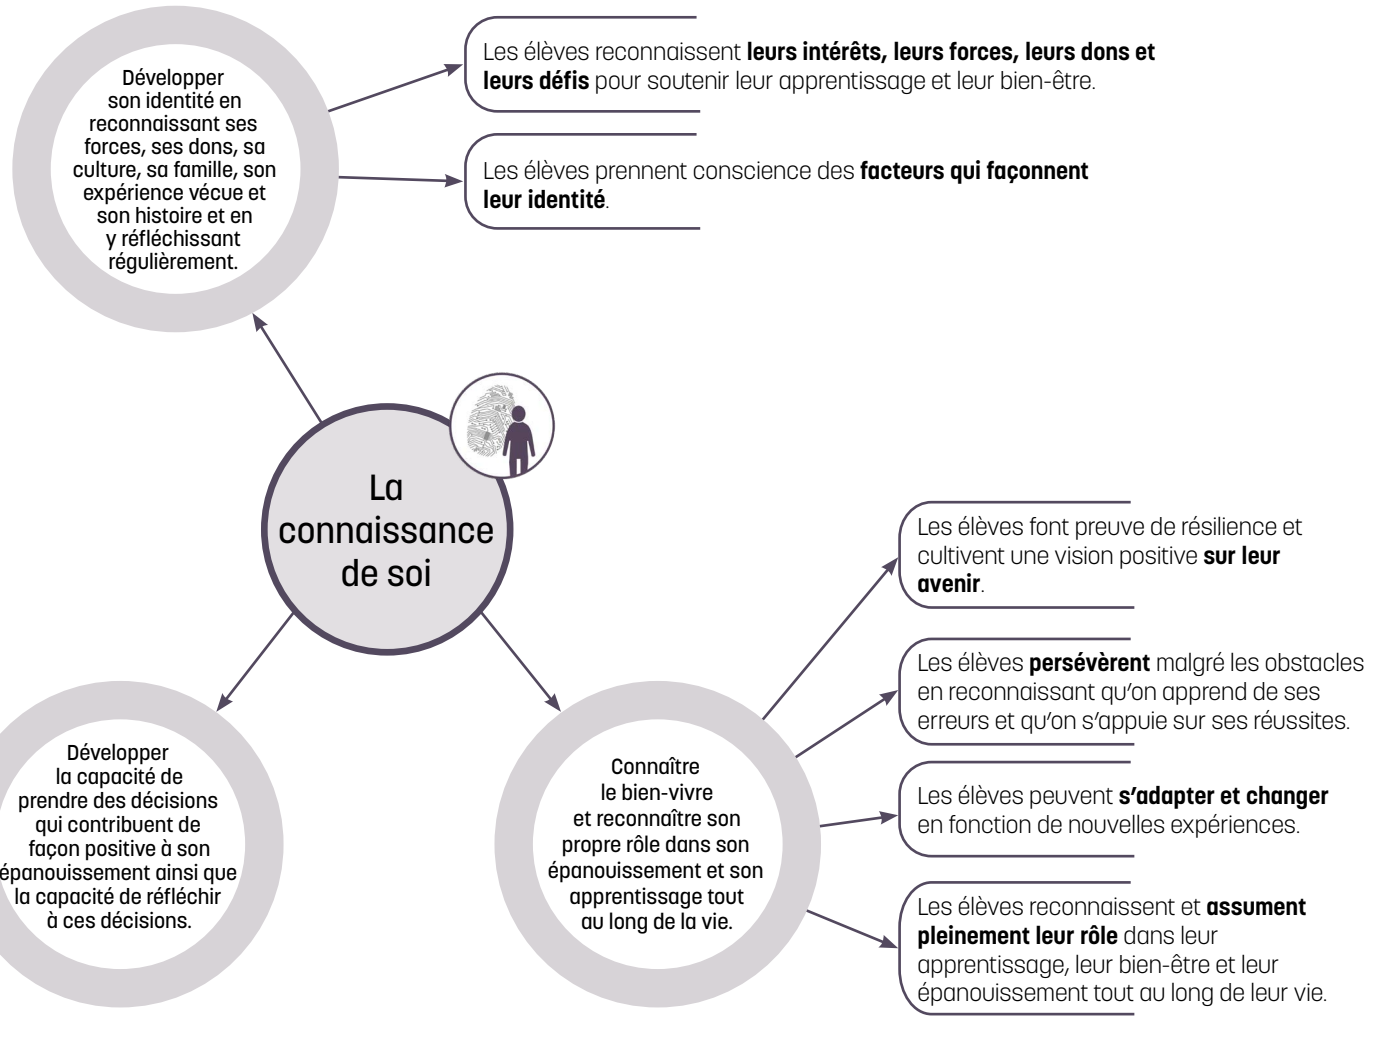 Développer
son identité en
reconnaissant ses
forces, ses dons, sa
culture, sa famille, son
expérience vécue et
son histoire et en
y réfléchissant
régulièrement.
Les élèves reconnaissent leurs intérêts, leurs forces, leurs dons et
leurs défis pour soutenir leur apprentissage et leur bien-être.
Les élèves prennent conscience des facteurs qui façonnent
leur identité.
La
connaissance
de soi
Développer
la capacité de
prendre des décisions
qui contribuent de
façon positive à son
épanouissement ainsi que
la capacité de réfléchir
à ces décisions.
Connaître
le bien-vivre
et reconnaître son
propre rôle dans son
épanouissement et son
apprentissage tout
au long de la vie.
Les élèves font preuve de résilience et
cultivent une vision positive sur leur
avenir.
Les élèves persévèrent malgré les obstacles
en reconnaissant qu’on apprend de ses
erreurs et qu’on s’appuie sur ses réussites.
Les élèves peuvent s’adapter et changer
en fonction de nouvelles expériences.
Les élèves reconnaissent et assument
pleinement leur rôle dans leur
apprentissage, leur bien-être et leur
épanouissement tout au long de leur vie.